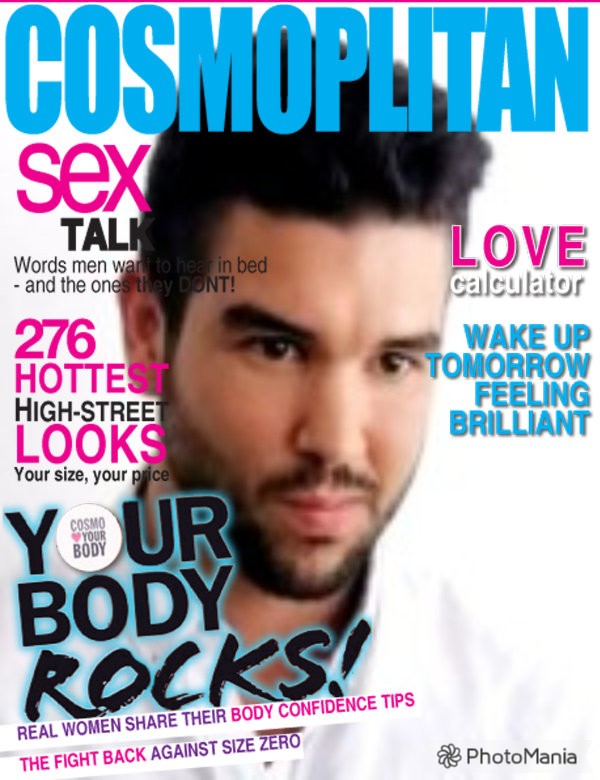 COSMOPLITAN
sex
TALK
Words men want to hear in bed
- and the ones they DONT!
276
HOTTEST
HIGH-STREET
LOOKS
Your size, your price
LOVE
calculator
WAKE UP
TOMORROW
FEELING
BRILLIANT
YOUR
COSMO
♥YOUR
BODY
BODY
ROCKS!
REAL WOMEN SHARE THEIR BODY CONFIDENCE TIPS
THE FIGHT BACK AGAINST SIZE ZERO
PhotoMania